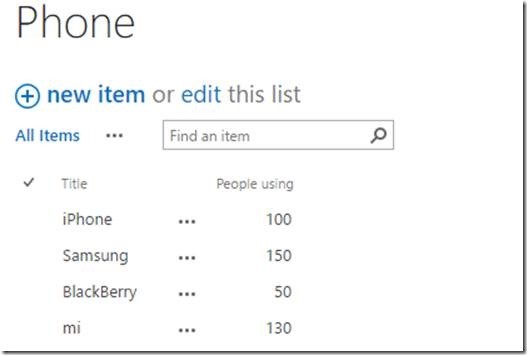 Phone
new item or edit this list
All Items ••• Find an item
Title People using
iPhone ••• 100
Samsung ••• 150
BlackBerry ••• 50
mi ••• 130